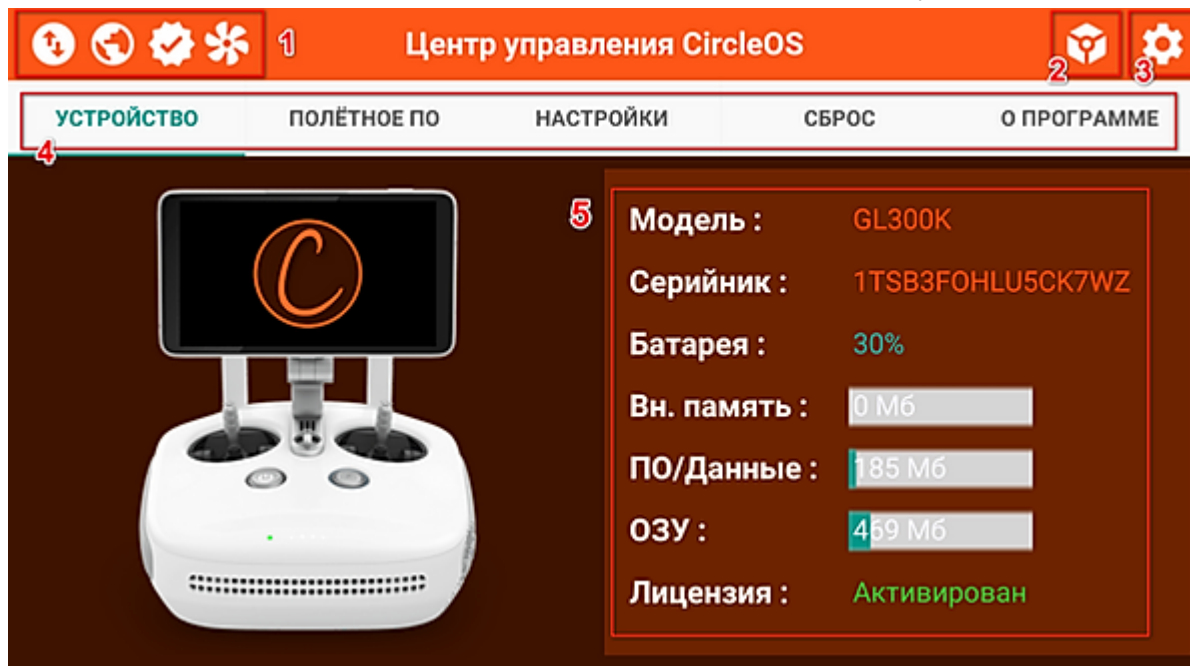 1 Центр управления CircleOS 2 3
УСТРОЙСТВО ПОЛЁТНОЕ ПО НАСТРОЙКИ СБРОС О ПРОГРАММЕ
4
C
5
Модель : GL300K
Серийник : 1TSB3FOHLU5CK7WZ
Батарея : 30%
Вн. память : 0 Мб
ПО/Данные : 185 Мб
ОЗУ : 469 Мб
Лицензия : Активирован